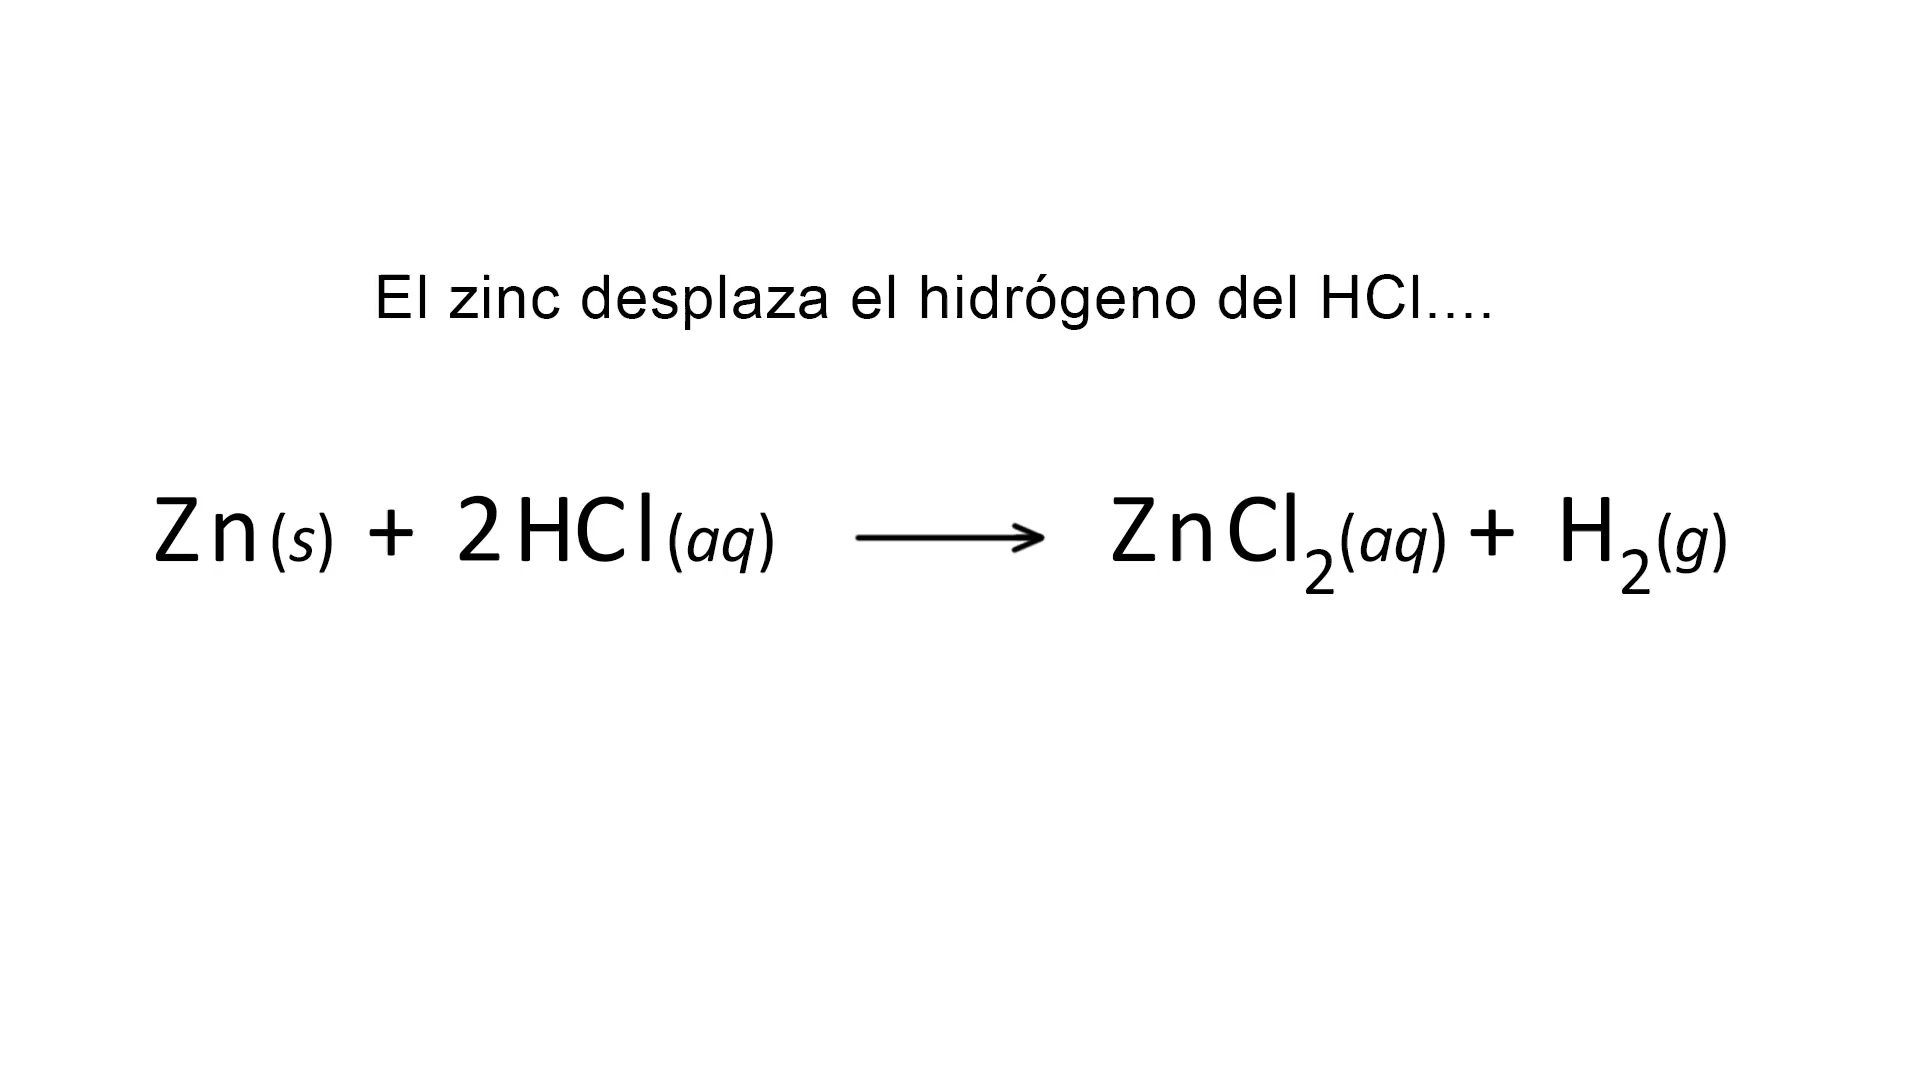 El zinc desplaza el hidrógeno del HCl....
Zn(s) + 2HCl(aq) ⟶ ZnCl₂(aq) + H₂(g)